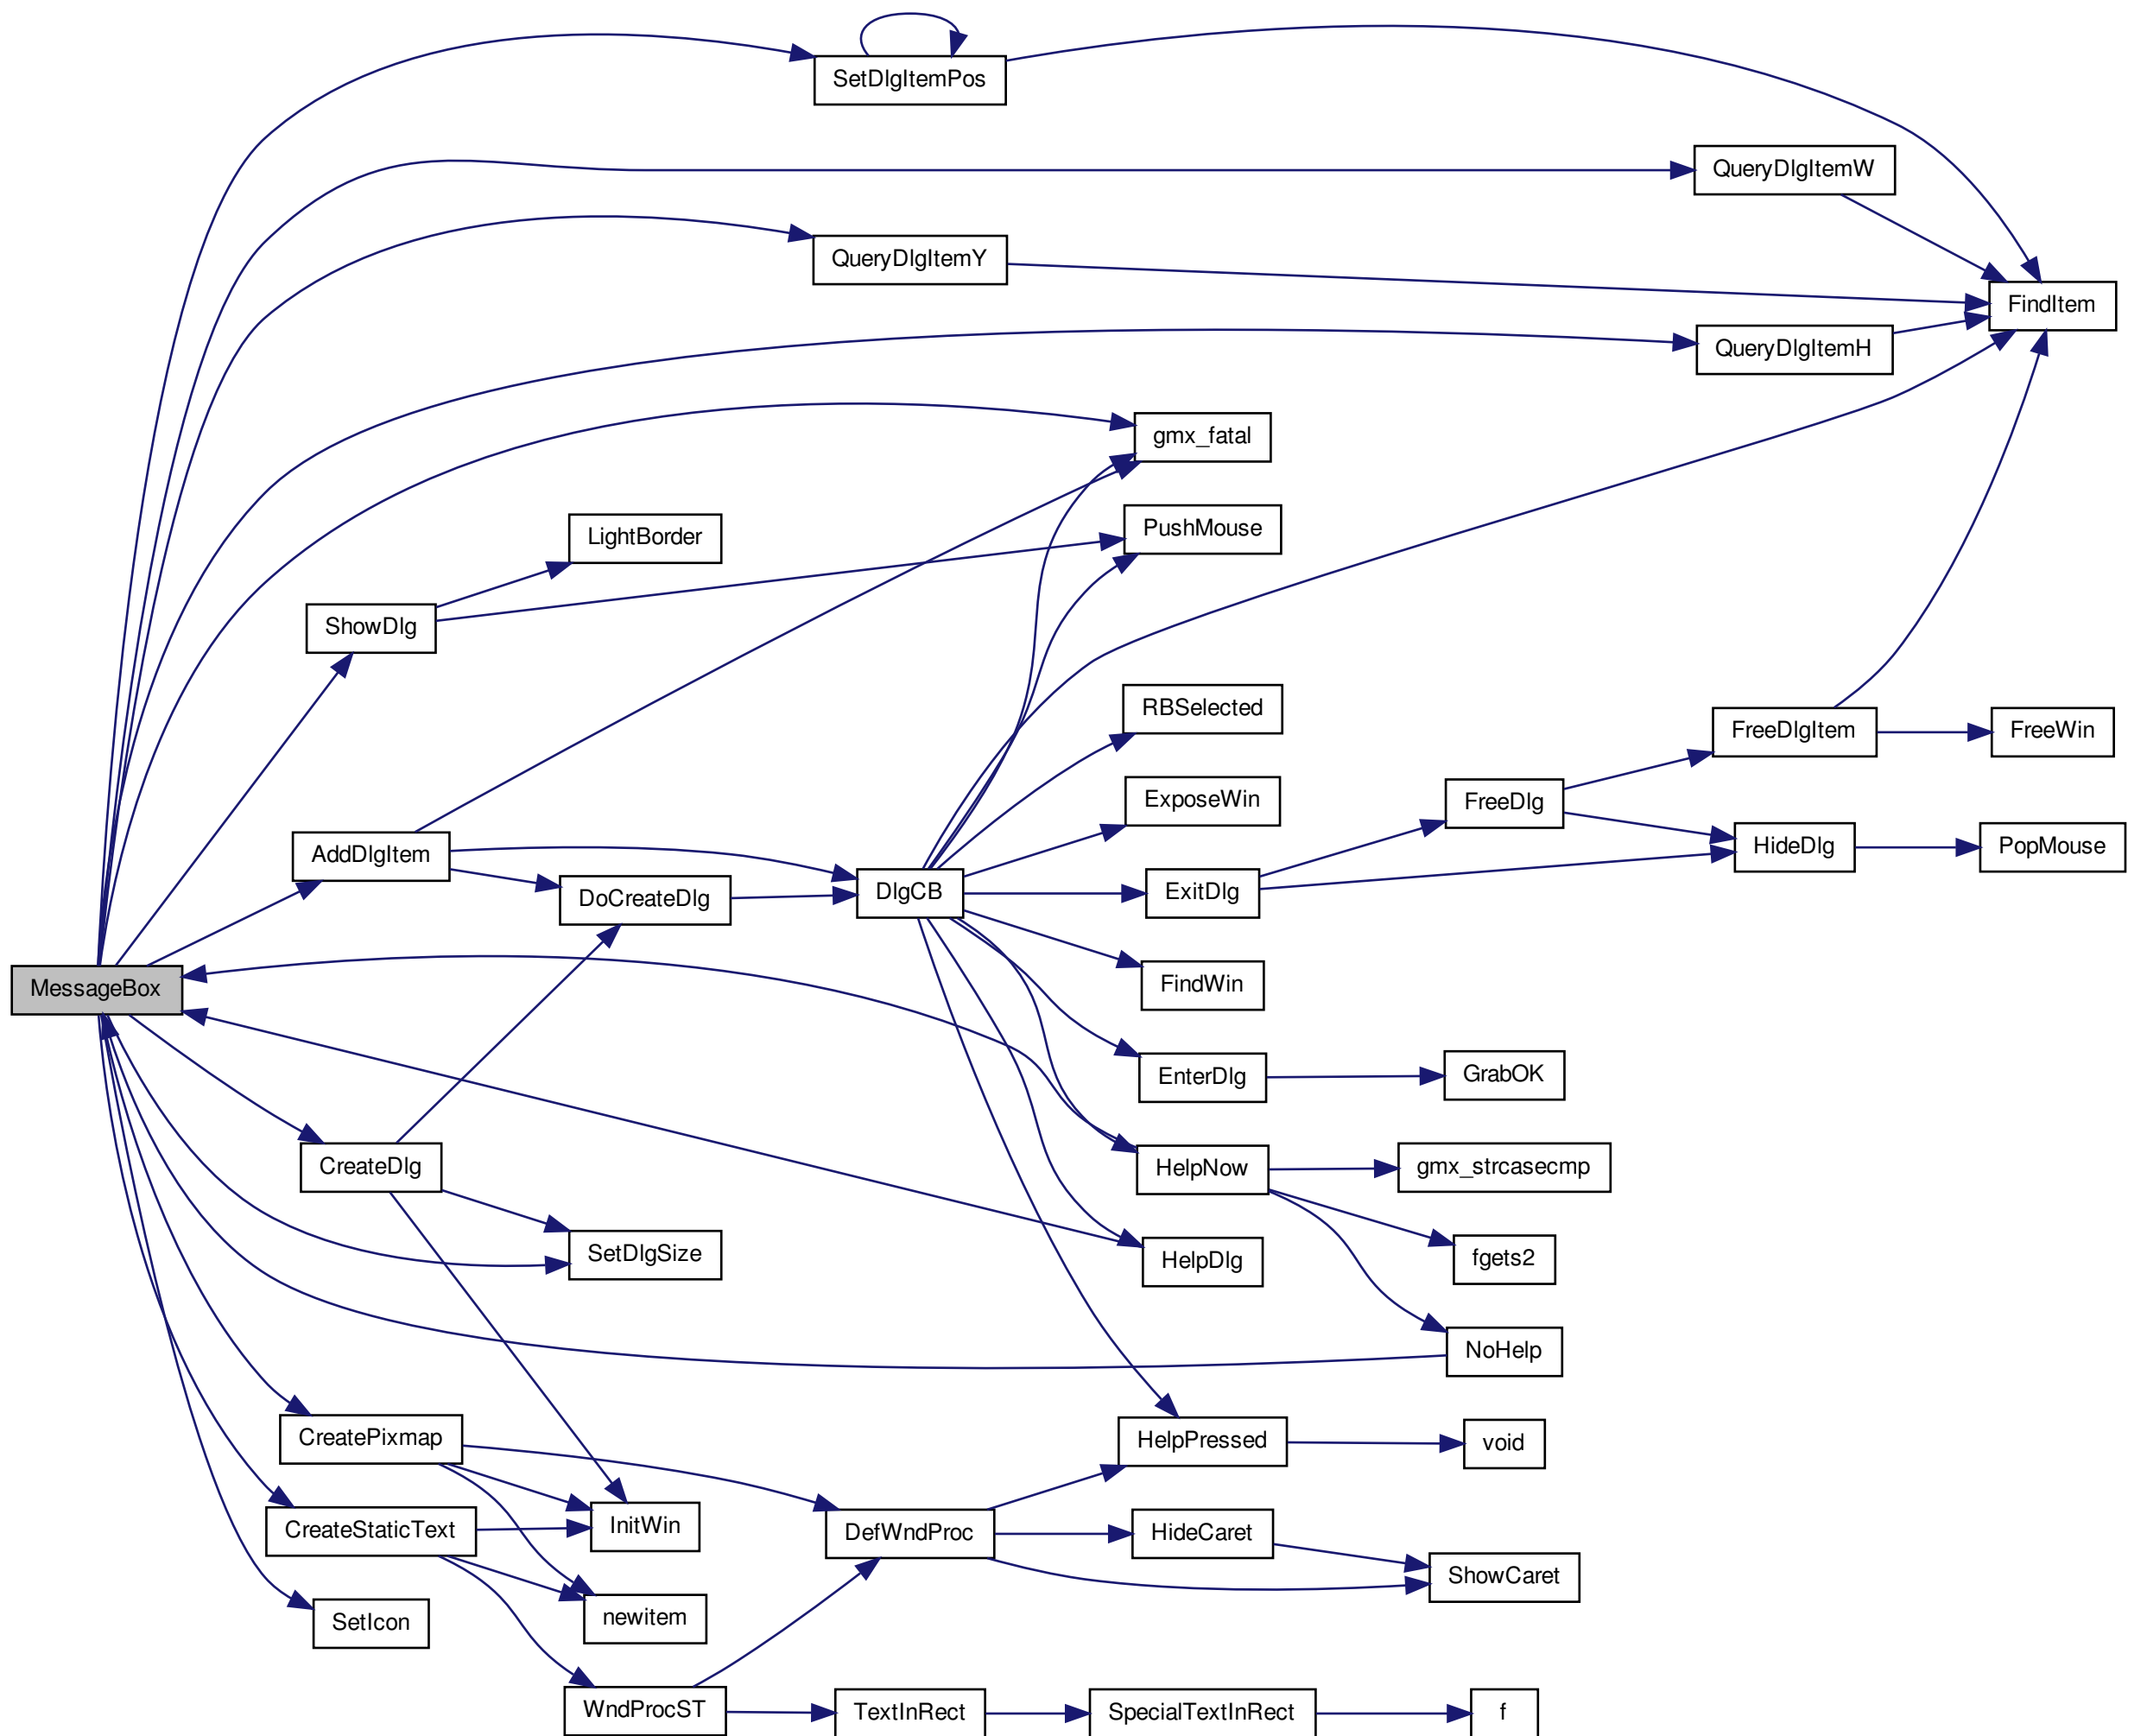 SetDlgItemPos
QueryDlgItemW
QueryDlgItemY
FindItem
QueryDlgItemH
gmx_fatal
LightBorder
PushMouse
ShowDlg
RBSelected
FreeDlgItem
FreeWin
ExposeWin
FreeDlg
AddDlgItem
HideDlg
PopMouse
DoCreateDlg
DlgCB
ExitDlg
MessageBox
FindWin
EnterDlg
GrabOK
CreateDlg
HelpNow
gmx_strcasecmp
SetDlgSize
HelpDlg
fgets2
NoHelp
CreatePixmap
HelpPressed
void
CreateStaticText
InitWin
DefWndProc
HideCaret
ShowCaret
SetIcon
newitem
WndProcST
TextInRect
SpecialTextInRect
f